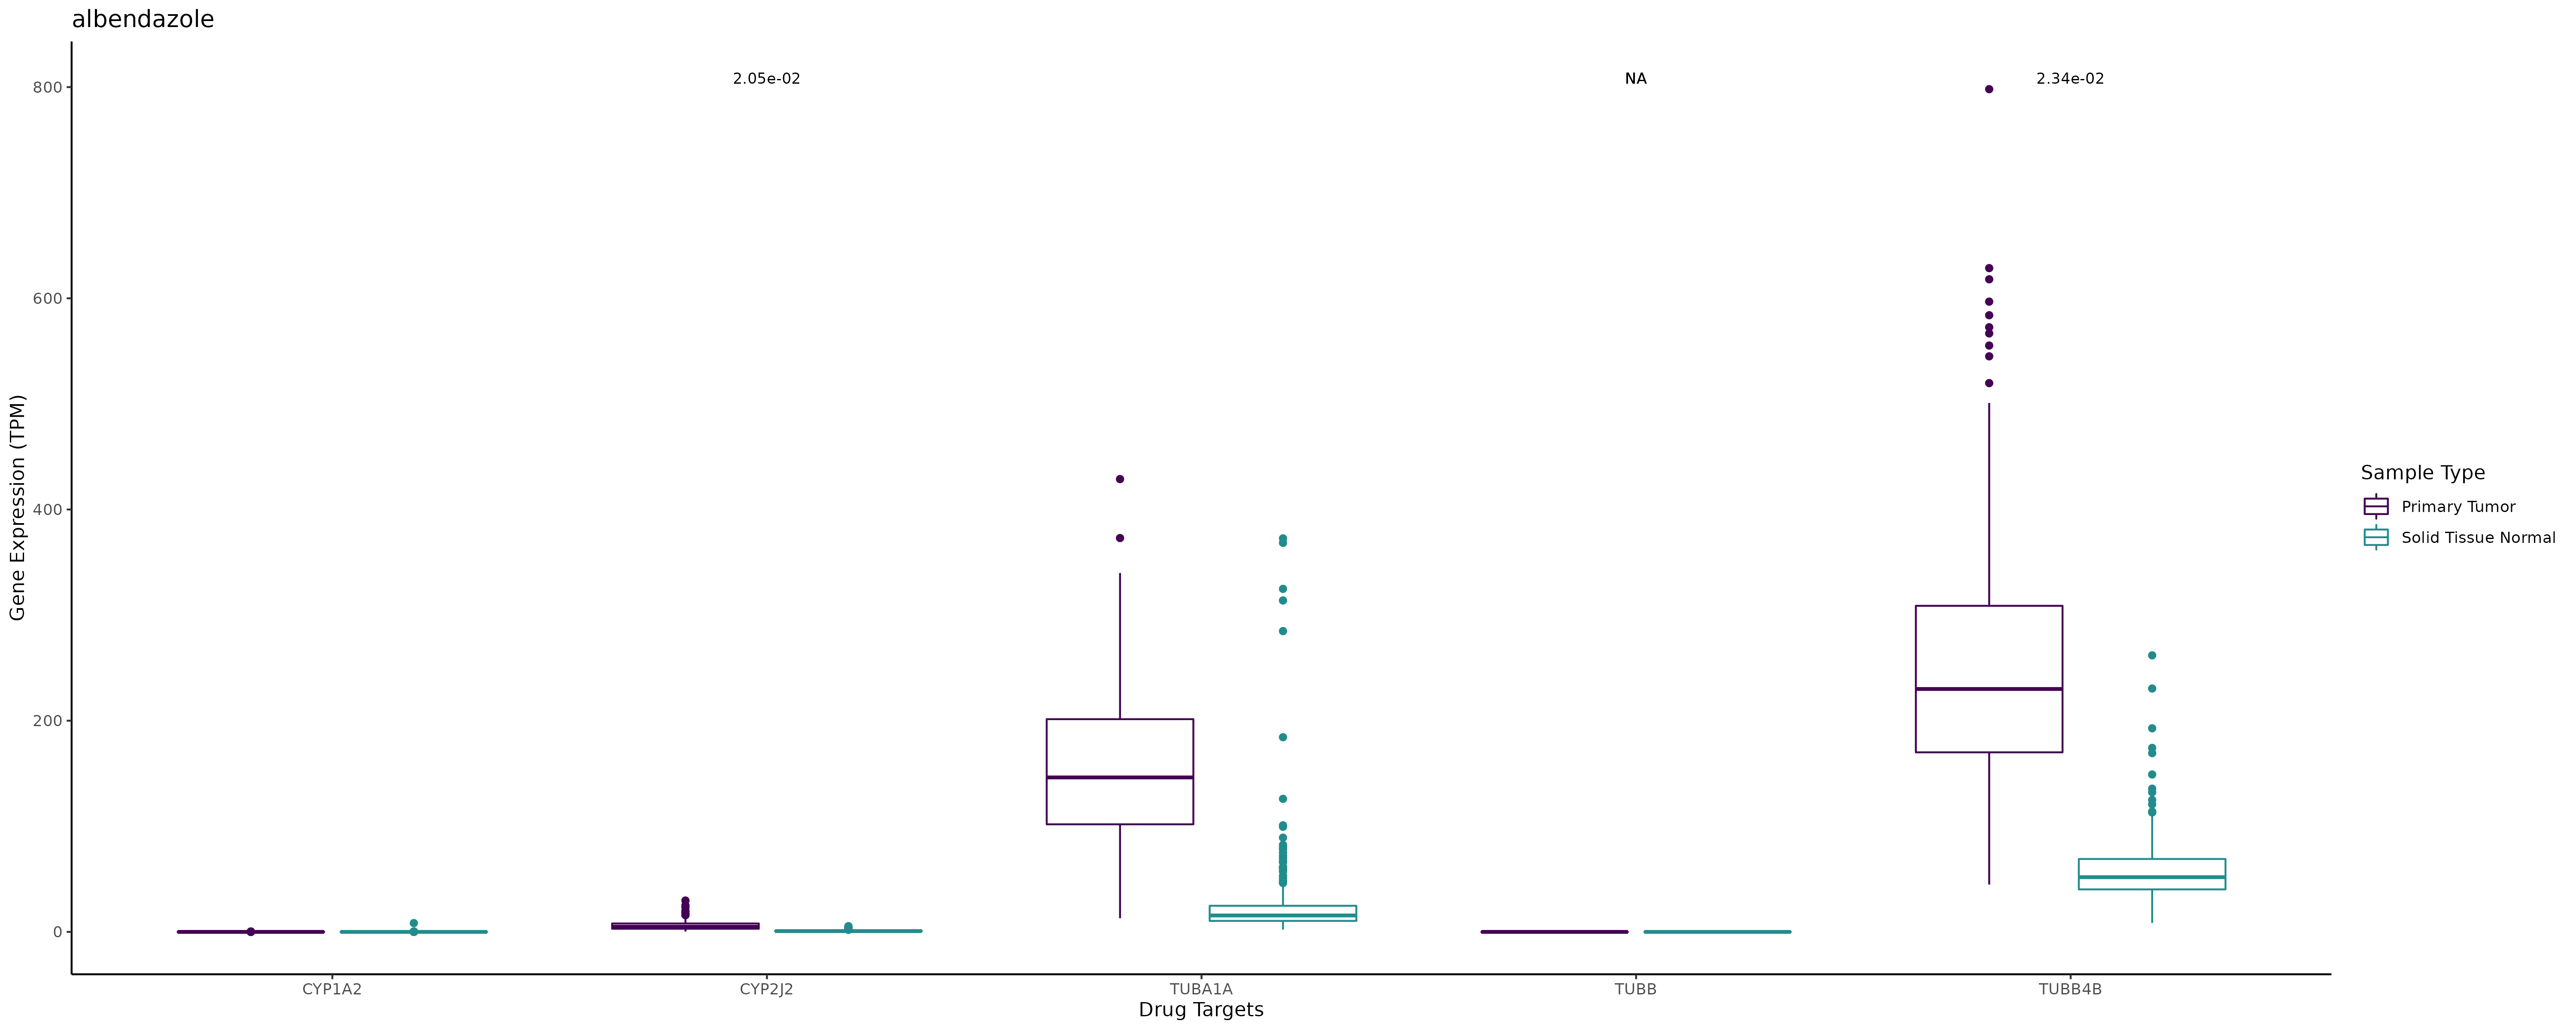 albendazole
800
600
400
200
0
Gene Expression (TPM)
2.05e-02
NA
2.34e-02
CYP1A2
CYP2J2
TUBA1A
TUBB
TUBB4B
Drug Targets
Sample Type
Primary Tumor
Solid Tissue Normal